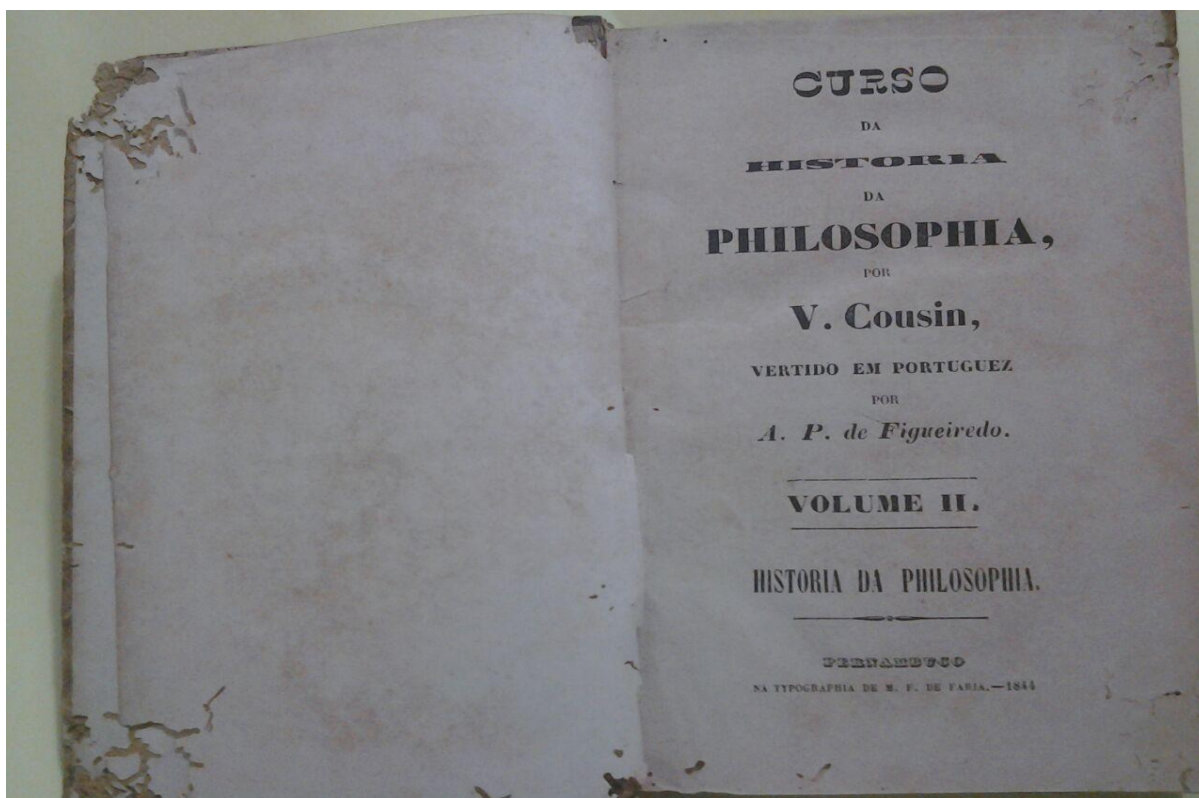 CURSO
DA
HISTORIA
DA
PHILOSOPHIA,
POR
V. Cousin,
VERTIDO EM PORTUGUEZ
POR
A. P. de Figueiredo.
VOLUME II.
HISTORIA DA PHILOSOPHIA.
PERNAMBUCO
NA TYPOGRAPHIA DE M. F. DE FARIA.—1844